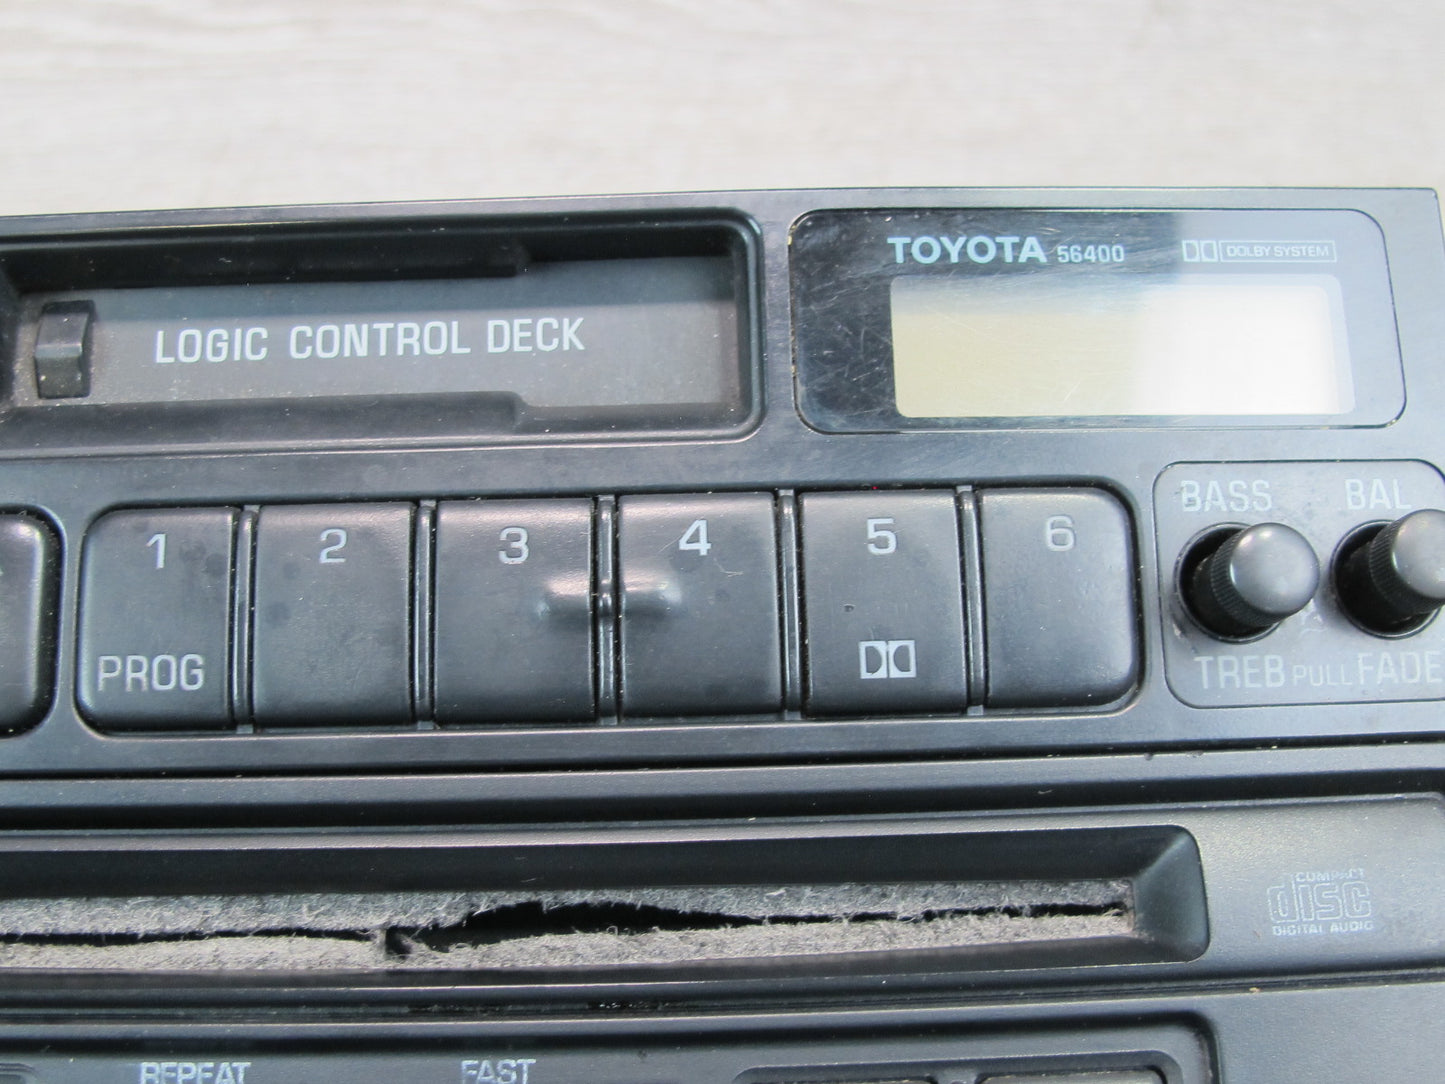 TOYOTA 56400 DOLBY SYSTEM
LOGIC CONTROL DECK
BASS BAL
1 2 3 4 5 6
PROG
TREB PULL FADE
COMPACT
disc
DIGITAL AUDIO
REPEAT FAST